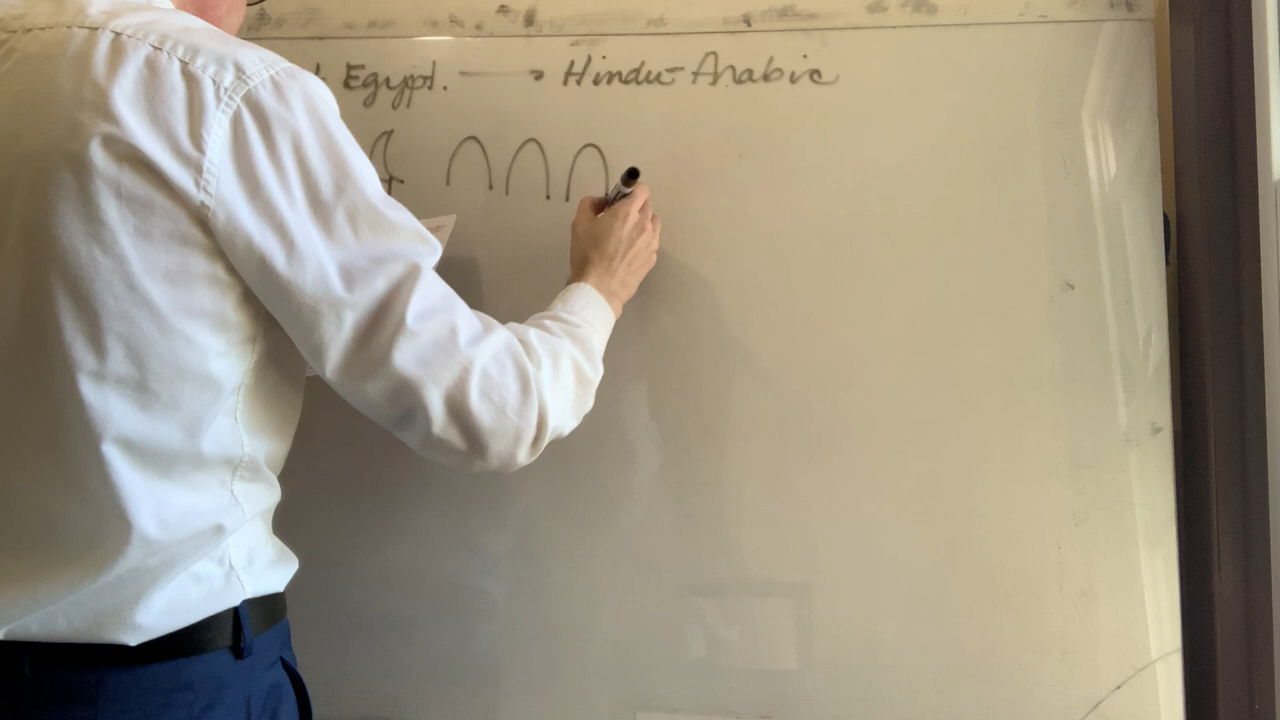 Egypt. → Hindu-Arabic
∩ ∩ ∩